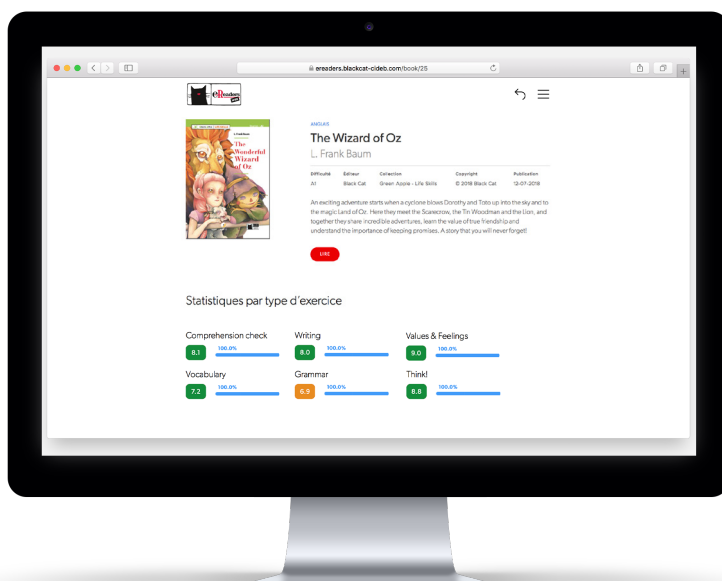 ereaders.blackcat-cideb.com/book/25
eReaders
ANGLAIS
The Wizard of Oz
L. Frank Baum
Difficulté Éditeur Collection Copyright Publication
A1 Black Cat Green Apple - Life Skills © 2018 Black Cat 12-07-2018
An exciting adventure starts when a cyclone blows Dorothy and Toto up into the sky and to
the magic Land of Oz. Here they meet the Scarecrow, the Tin Woodman and the Lion, and
together they share incredible adventures, learn the value of true friendship and
understand the importance of keeping promises. A story that you will never forget!
LIRE
L. Frank Baum
The
Wonderful
Wizard
of Oz
Statistiques par type d'exercice
Comprehension check Writing Values & Feelings
8.1 100.0% 8.0 100.0% 9.0 100.0%
Vocabulary Grammar Think!
7.2 100.0% 6.9 100.0% 8.8 100.0%